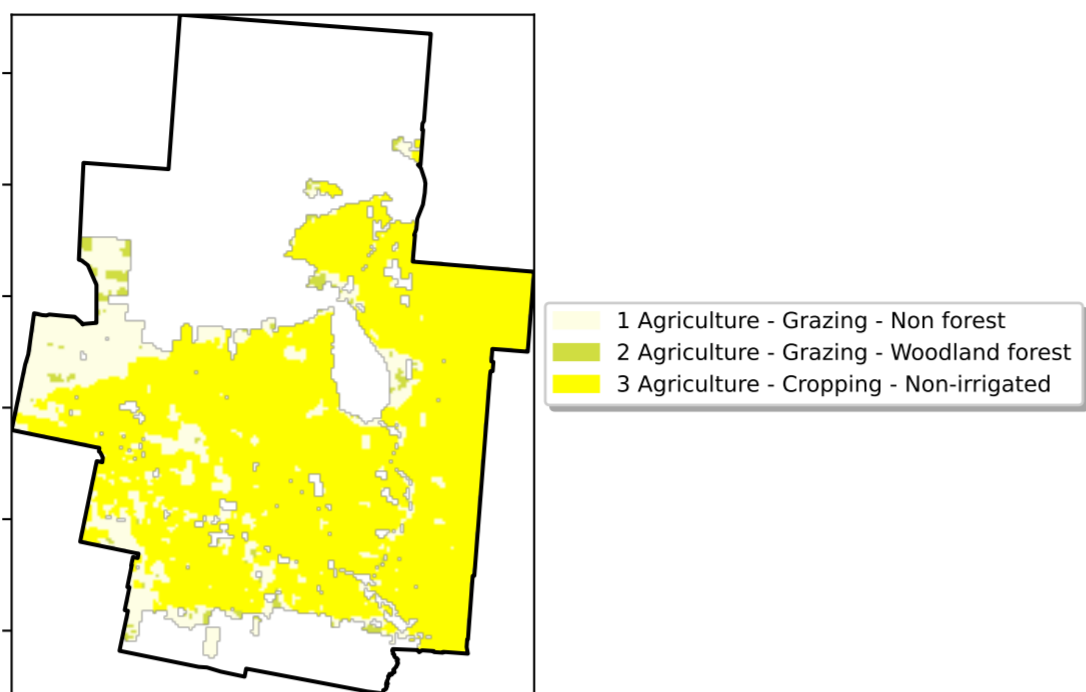 1 Agriculture - Grazing - Non forest
2 Agriculture - Grazing - Woodland forest
3 Agriculture - Cropping - Non-irrigated